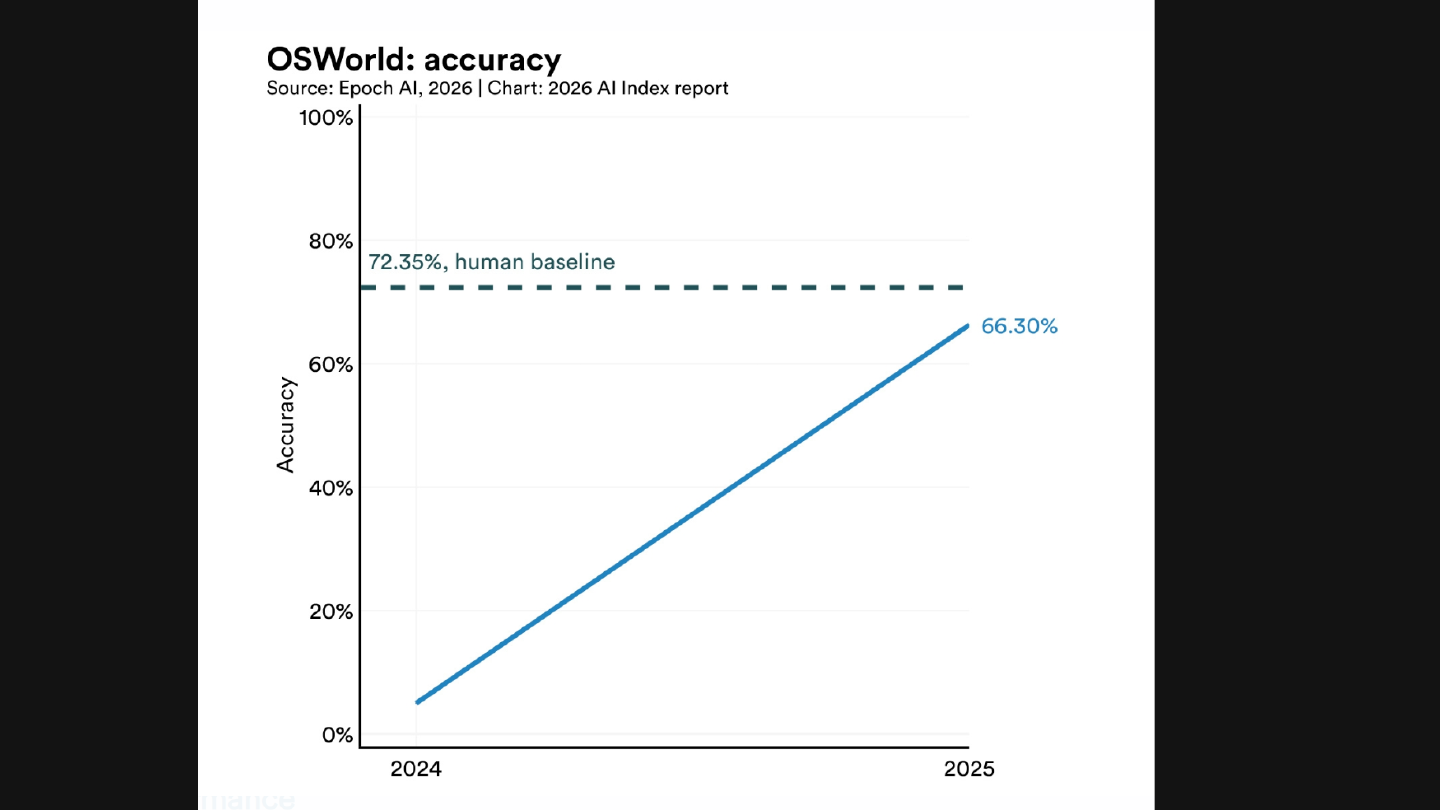 OSWorld: accuracy
Source: Epoch AI, 2026 | Chart: 2026 AI Index report
100%
80%
72.35%, human baseline
66.30%
60%
Accuracy
40%
20%
0%
2024 2025
mance